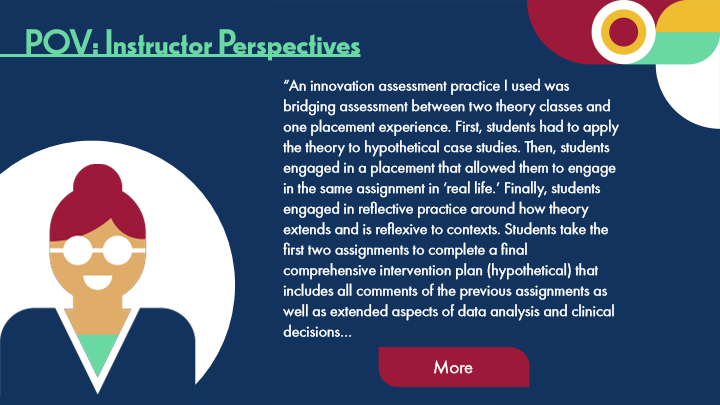 POV: Instructor Perspectives
“An innovation assessment practice I used was
bridging assessment between two theory classes and
one placement experience. First, students had to apply
the theory to hypothetical case studies. Then, students
engaged in a placement that allowed them to engage
in the same assignment in ‘real life.’ Finally, students
engaged in reflective practice around how theory
extends and is reflexive to contexts. Students take the
first two assignments to complete a final
comprehensive intervention plan (hypothetical) that
includes all comments of the previous assignments as
well as extended aspects of data analysis and clinical
decisions...
More